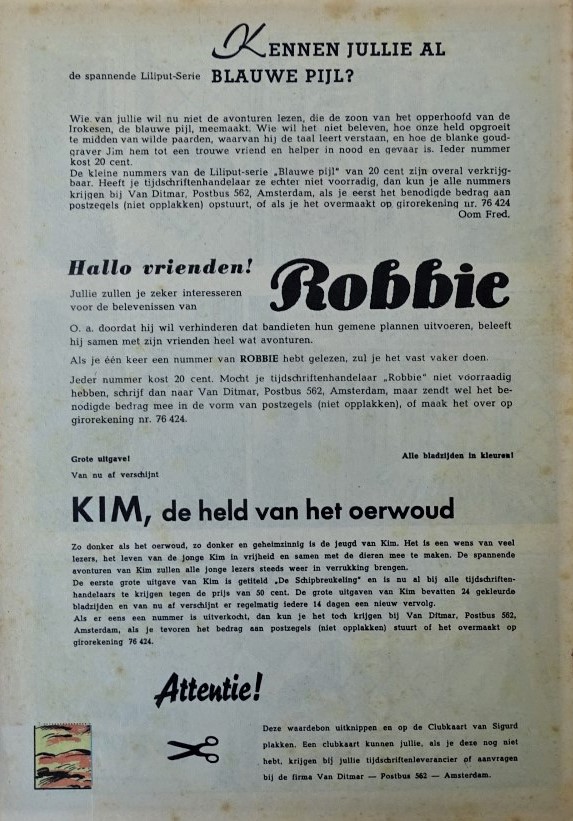 KENNEN JULLIE AL
de spannende Liliput-Serie BLAUWE PIJL?
Wie van jullie wil nu niet de avonturen lezen, die de zoon van het opperhoofd van de
Irokesen, de blauwe pijl, meemaakt. Wie wil het niet beleven, hoe onze held opgroeit
te midden van wilde paarden, waarvan hij de taal leert verstaan, en hoe de blanke goud-
graver Jim hem tot een trouwe vriend en helper in nood en gevaar is. Ieder nummer
kost 20 cent.
De kleine nummers van de Liliput-serie „Blauwe pijl" van 20 cent zijn overal verkrijg-
baar. Heeft je tijdschriftenhandelaar ze echter niet voorradig, dan kun je alle nummers
krijgen bij Van Ditmar, Postbus 562, Amsterdam, als je eerst het benodigde bedrag aan
postzegels (niet opplakken) opstuurt, of als je het overmaakt op girorekening nr. 76 424
Oom Fred.
Hallo vrienden!
Jullie zullen je zeker interesseren
voor de belevenissen van
Robbie
O. a. doordat hij wil verhinderen dat bandieten hun gemene plannen uitvoeren, beleeft
hij samen met zijn vrienden heel wat avonturen.
Als je één keer een nummer van ROBBIE hebt gelezen, zul je het vast vaker doen.
Jeder nummer kost 20 cent. Mocht je tijdschriftenhandelaar „Robbie" niet voorraadig
hebben, schrijf dan naar Van Ditmar, Postbus 562, Amsterdam, maar zendt wel het be-
nodigde bedrag mee in de vorm van postzegels (niet opplakken), of maak het over op
girorekening nr. 76 424.
Grote uitgave! Alle bladzijden in kleuren!
Van nu af verschijnt
KIM, de held van het oerwoud
Zo donker als het oerwoud, zo donker en geheimzinnig is de jeugd van Kim. Het is een wens van veel
lezers, het leven van de jonge Kim in vrijheid en samen met de dieren mee te maken. De spannende
avonturen van Kim zullen alle jonge lezers steeds weer in verrukking brengen.
De eerste grote uitgave van Kim is getiteld „De Schipbreukeling" en is nu al bij alle tijdschriften-
handelaars te krijgen tegen de prijs van 50 cent. De grote uitgaven van Kim bevatten 24 gekleurde
bladzijden en van nu af verschijnt er regelmatig iedere 14 dagen een nieuw vervolg.
Als er eens een nummer is uitverkocht, dan kun je het toch krijgen bij Van Ditmar, Postbus 562,
Amsterdam, als je tevoren het bedrag aan postzegels (niet opplakken) stuurt of het overmaakt op
girorekening 76 424.
Attentie!
Deze waardebon uitknippen en op de Clubkaart van Sigurd
plakken. Een clubkaart kunnen jullie, als je deze nog niet
hebt, krijgen bij jullie tijdschriftenleverancier of aanvragen
bij de firma Van Ditmar — Postbus 562 — Amsterdam.